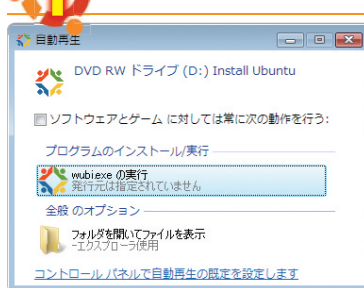 自動再生
DVD RW ドライブ (D:) Install Ubuntu
ソフトウェアとゲーム に対しては常に次の動作を行う:
プログラムのインストール/実行
wubi.exe の実行
発行元は指定されていません
全般 のオプション
フォルダを開いてファイルを表示
-エクスプローラ使用
コントロール パネルで自動再生の既定を設定します